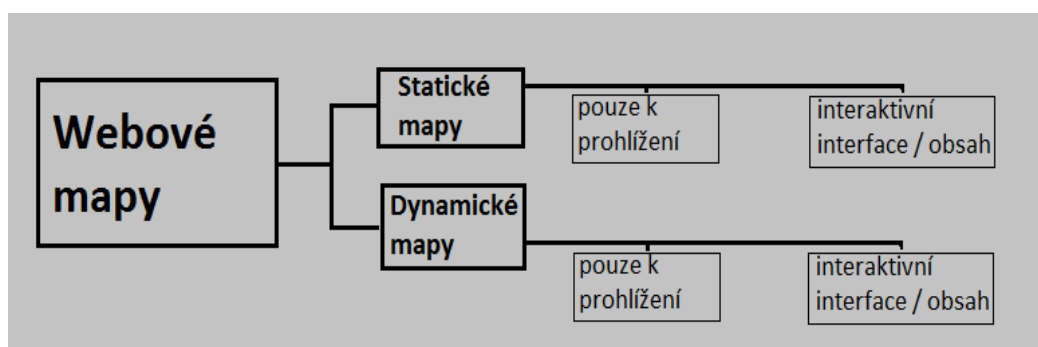 Webové
mapy
Statické
mapy
pouze k
prohlížení
interaktivní
interface / obsah
Dynamické
mapy
pouze k
prohlížení
interaktivní
interface / obsah